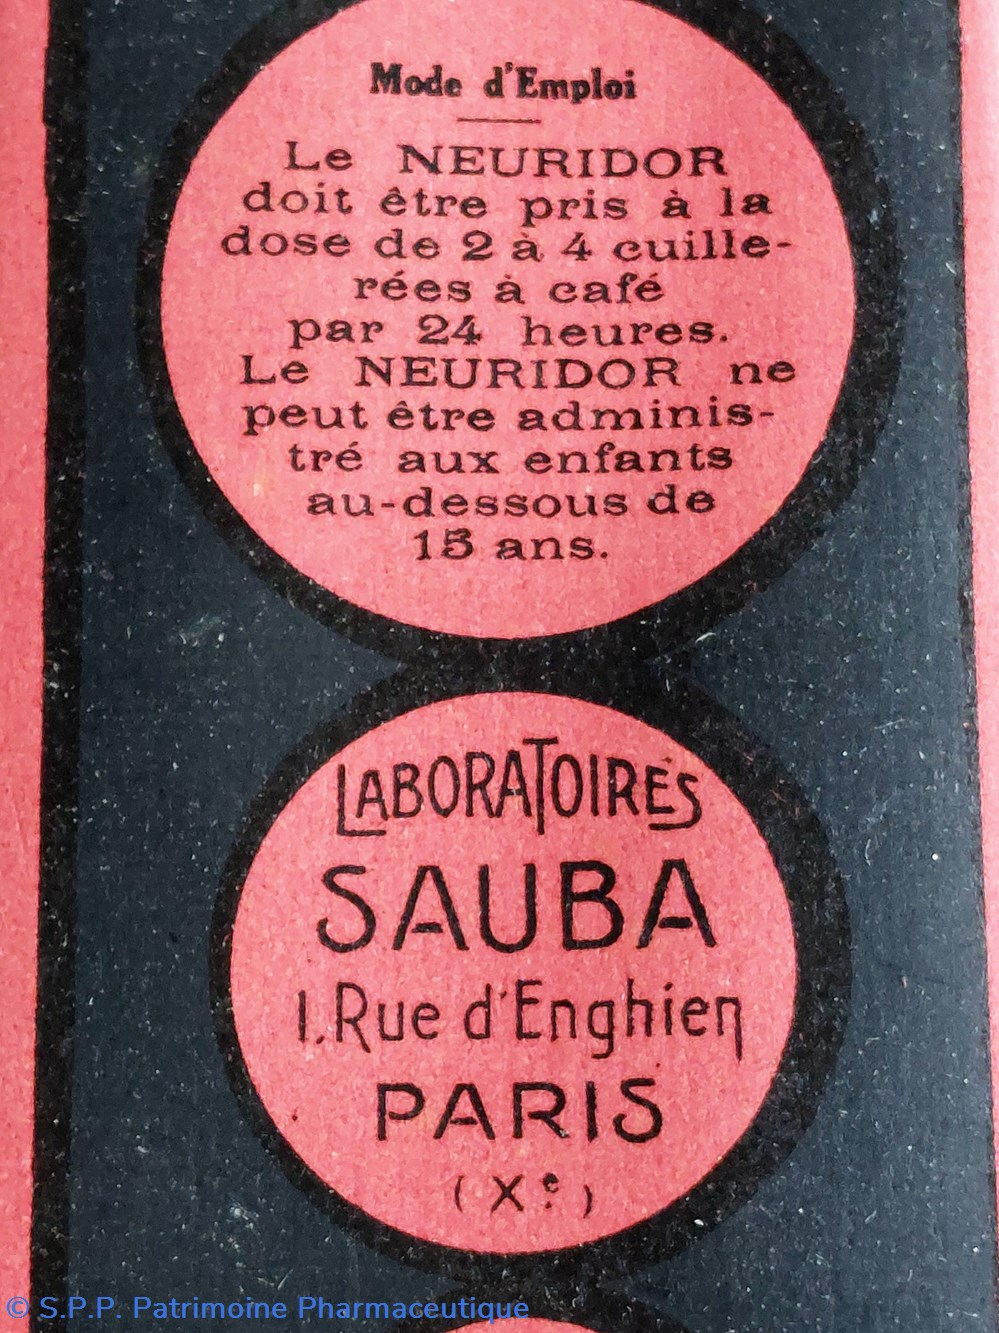 Mode d'Emploi
Le NEURIDOR
doit être pris à la
dose de 2 à 4 cuille-
rées à café
par 24 heures.
Le NEURIDOR ne
peut être adminis-
tré aux enfants
au-dessous de
15 ans.
LABORATOIRES
SAUBA
1. Rue d'Enghien
PARIS
(Xe)
© S.P.P. Patrimoine Pharmaceutique